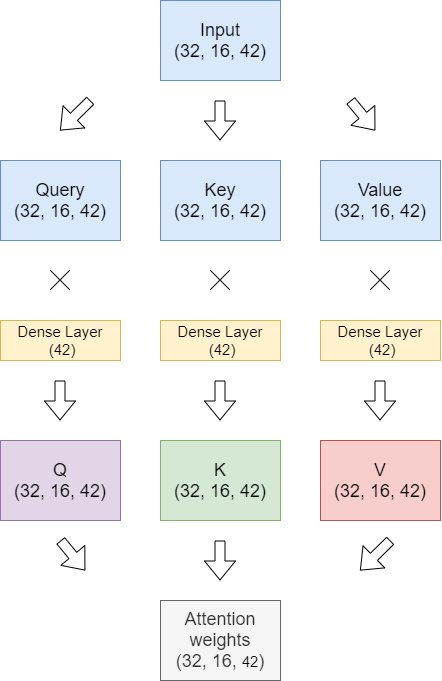 Input
(32, 16, 42)
Query
(32, 16, 42)
Key
(32, 16, 42)
Value
(32, 16, 42)
Dense Layer
(42)
Dense Layer
(42)
Dense Layer
(42)
Q
(32, 16, 42)
K
(32, 16, 42)
V
(32, 16, 42)
Attention
weights
(32, 16, 42)